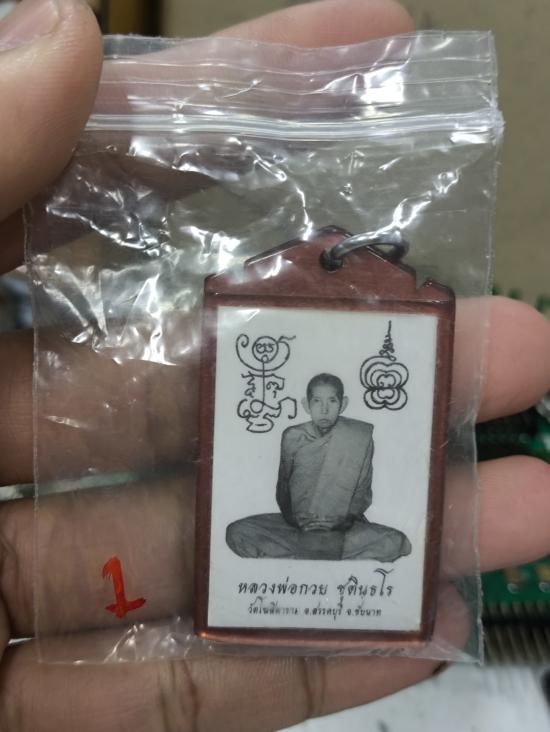 หลวงพ่อกวย ชุตินฺธโร
วัดโฆสิตาราม อ.สรรคบุรี จ.ชัยนาท
1